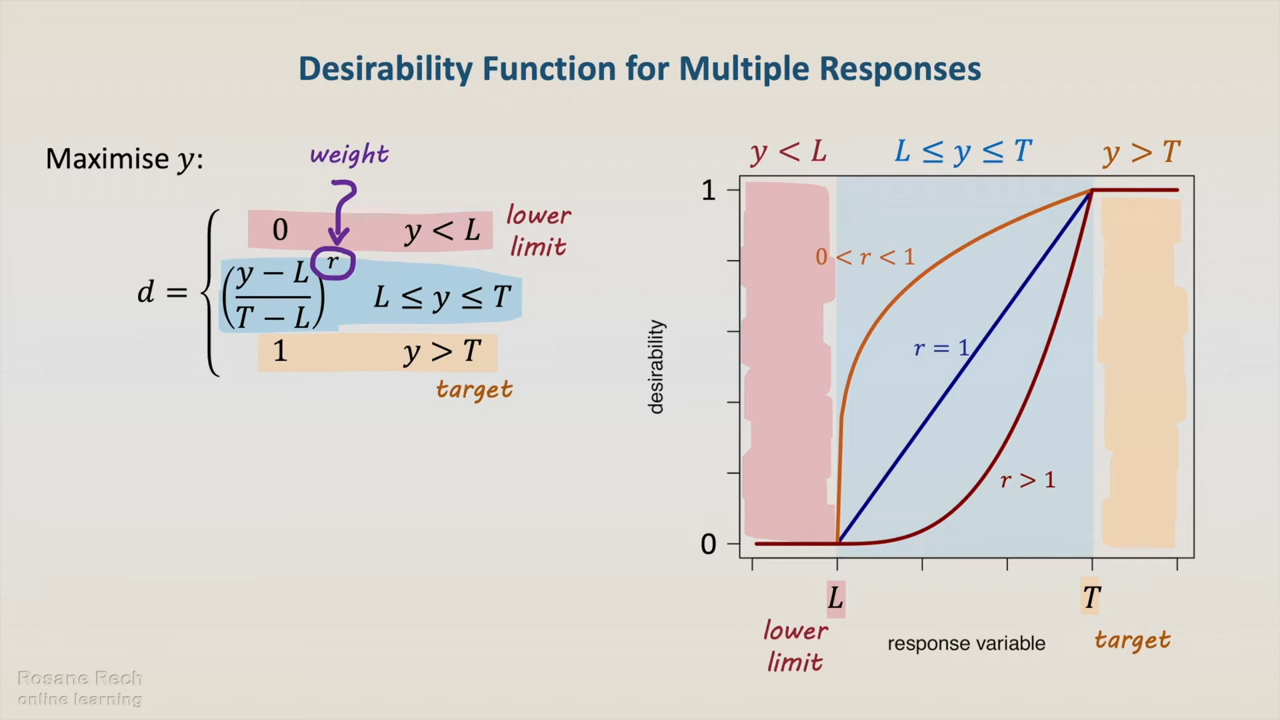 Desirability Function for Multiple Responses
Maximise y:
weight
d = { 0 y < L
lower limit
((y − L)/(T − L))^r L ≤ y ≤ T
1 y > T
target
y < L L ≤ y ≤ T y > T
1
0 < r < 1
r = 1
r > 1
0
desirability
L T
lower limit
response variable
target
Rosane Rech
online learning